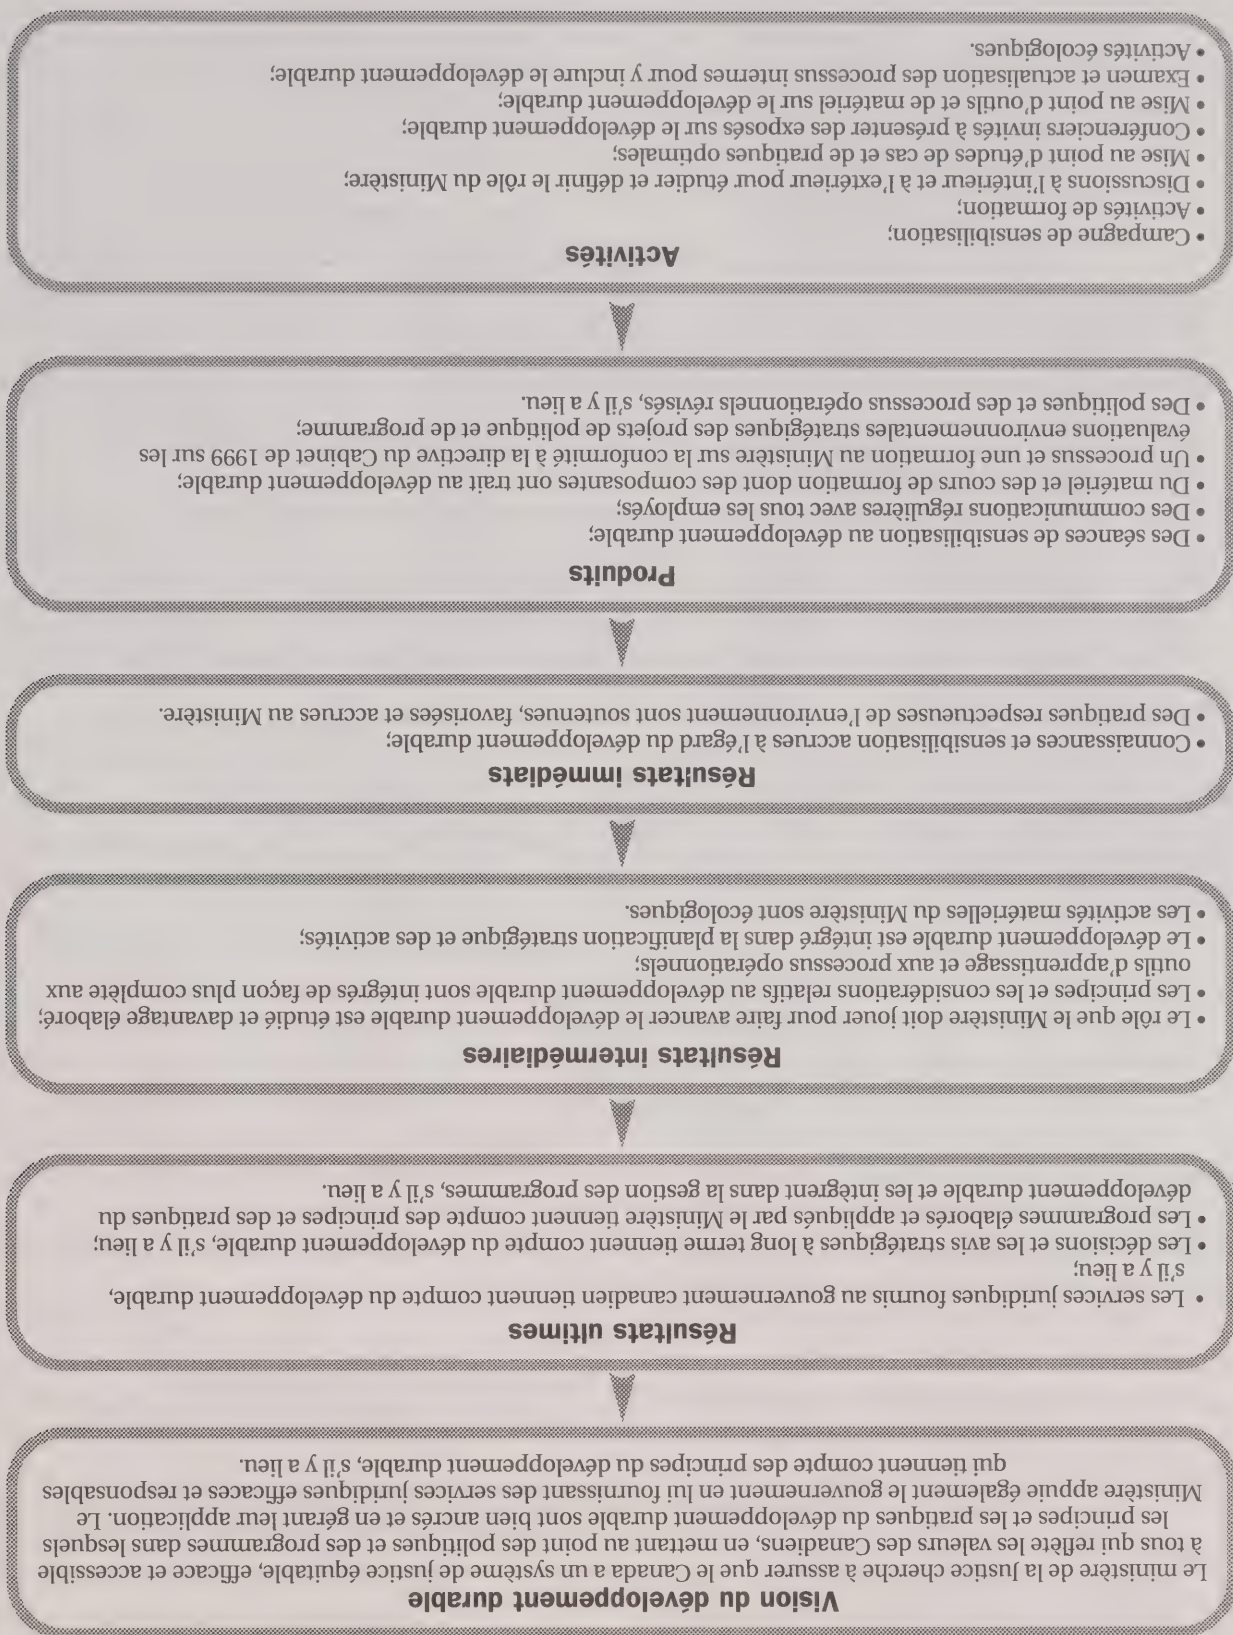 Vision du développement durable
Le ministère de la justice cherche à assurer que le Canada a un système de justice équitable, efficace et accessible
à tous qui reflète les valeurs des Canadiens, en mettant au point des politiques et des programmes dans lesquels
les principes et les pratiques du développement durable sont bien ancrés et en gérant leur application. Le
Ministère appuie également le gouvernement en lui fournissant des services juridiques efficaces et responsables
qui tiennent compte des principes du développement durable, s'il y a lieu.
Résultats ultimes
• Les services juridiques fournis au gouvernement canadien tiennent compte du développement durable,
s'il y a lieu;
• Les décisions et les avis stratégiques à long terme tiennent compte du développement durable, s'il y a lieu;
• Les programmes élaborés et appliqués par le Ministère tiennent compte des principes et des pratiques du
développement durable et les intègrent dans la gestion des programmes, s'il y a lieu.
Résultats intermédiaires
• Le rôle que le Ministère doit jouer pour faire avancer le développement durable est étudié et davantage élaboré;
• Les principes et les considérations relatifs au développement durable sont intégrés de façon plus complète aux
outils d'apprentissage et aux processus opérationnels;
• Le développement durable est intégré dans la planification stratégique et des activités;
• Les activités matérielles du Ministère sont écologiques.
Résultats immédiats
• Connaissances et sensibilisation accrues à l'égard du développement durable;
• Des pratiques respectueuses de l'environnement sont soutenues, favorisées et accrues au Ministère.
Produits
• Des séances de sensibilisation au développement durable;
• Des communications régulières avec tous les employés;
• Du matériel et des cours de formation dont des composantes ont trait au développement durable;
• Un processus et une formation au Ministère sur la conformité à la directive du Cabinet de 1999 sur les
évaluations environnementales stratégiques des projets de politique et de programme;
• Des politiques et des processus opérationnels révisés, s'il y a lieu.
Activités
• Campagne de sensibilisation;
• Activités de formation;
• Discussions à l'intérieur et à l'extérieur pour étudier et définir le rôle du Ministère;
• Mise au point d'études de cas et de pratiques optimales;
• Conférenciers invités à présenter des exposés sur le développement durable;
• Mise au point d'outils et de matériel sur le développement durable;
• Examen et actualisation des processus internes pour y inclure le développement durable;
• Activités écologiques.